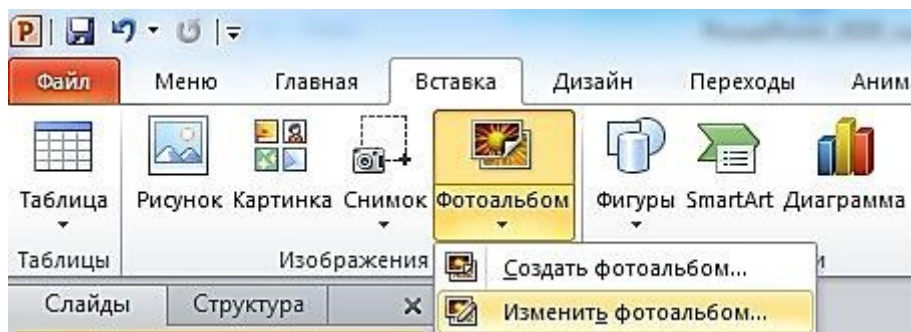 Файл Меню Главная Вставка Дизайн Переходы Аним
Таблица Рисунок Картинка Снимок Фотоальбом Фигуры SmartArt Диаграмма
Таблицы Изображения
Создать фотоальбом...
Слайды Структура
Изменить фотоальбом...